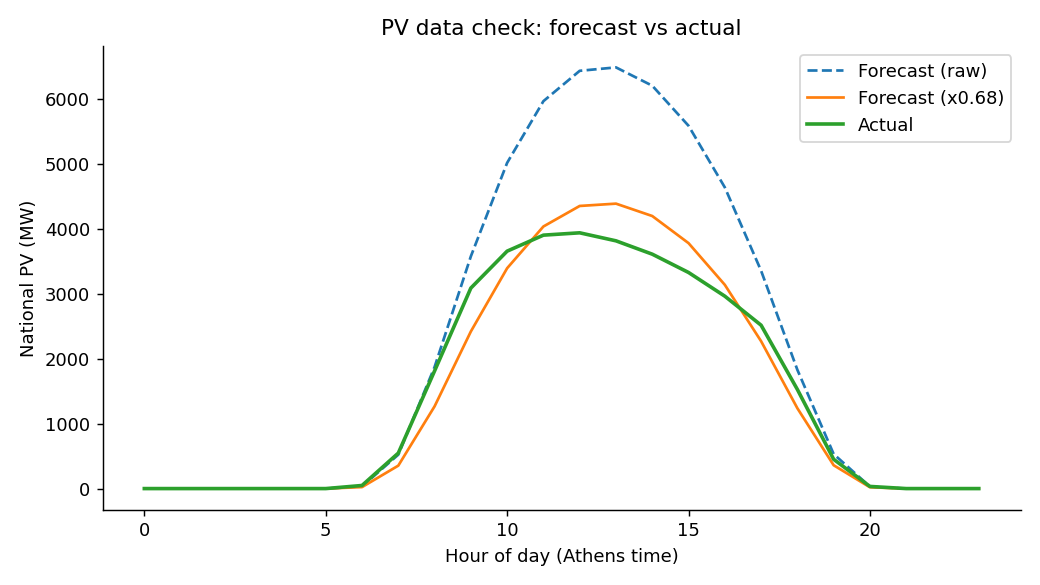 PV data check: forecast vs actual
Forecast (raw)
Forecast (x0.68)
Actual
National PV (MW)
6000
5000
4000
3000
2000
1000
0
0 5 10 15 20
Hour of day (Athens time)